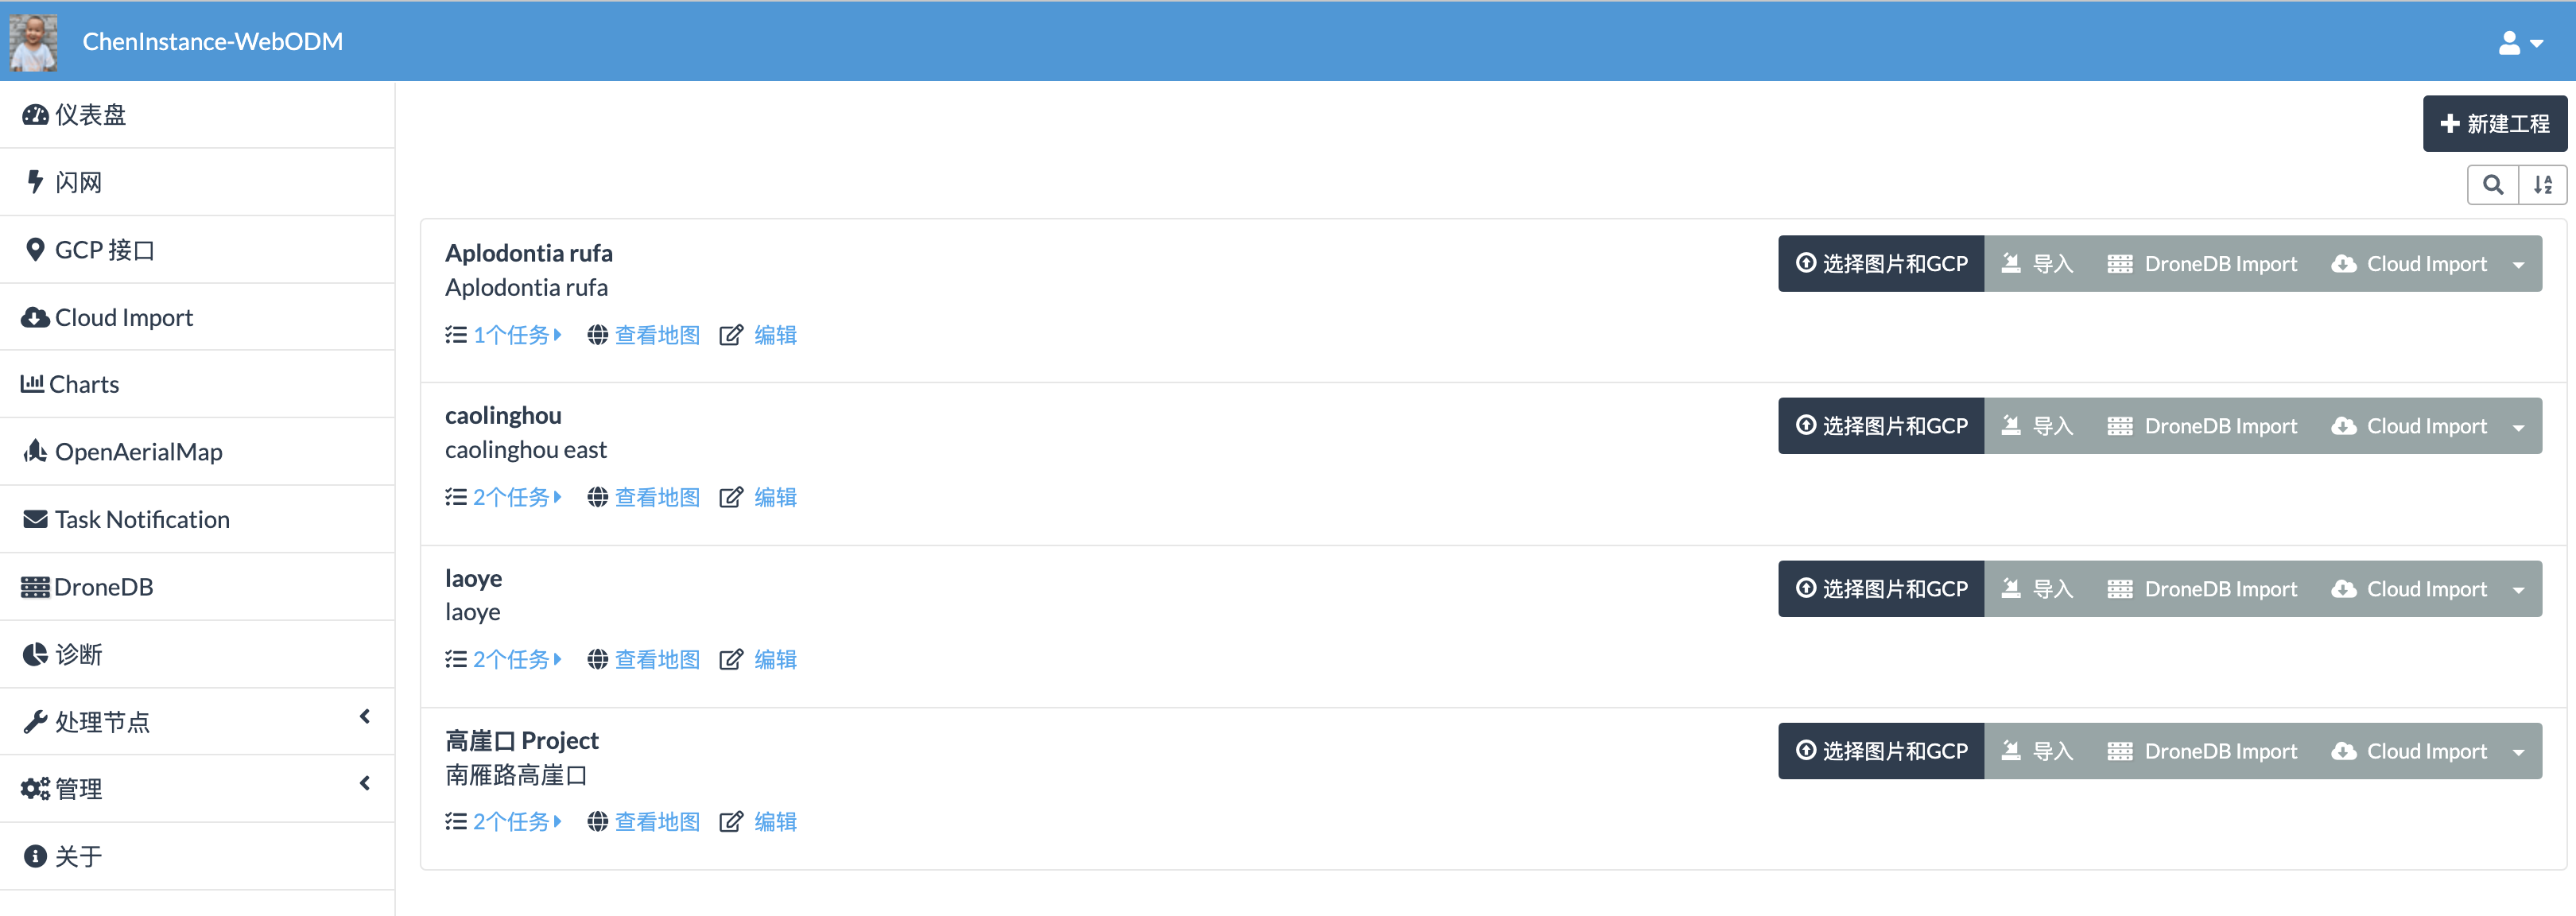 ChenInstance-WebODM
仪表盘
闪网
GCP 接口
Cloud Import
Charts
OpenAerialMap
Task Notification
DroneDB
诊断
处理节点
管理
关于
新建工程
Aplodontia rufa
Aplodontia rufa
1个任务 查看地图 编辑
选择图片和GCP 导入 DroneDB Import Cloud Import
caolinghou
caolinghou east
2个任务 查看地图 编辑
选择图片和GCP 导入 DroneDB Import Cloud Import
laoye
laoye
2个任务 查看地图 编辑
选择图片和GCP 导入 DroneDB Import Cloud Import
高崖口 Project
南雁路高崖口
2个任务 查看地图 编辑
选择图片和GCP 导入 DroneDB Import Cloud Import